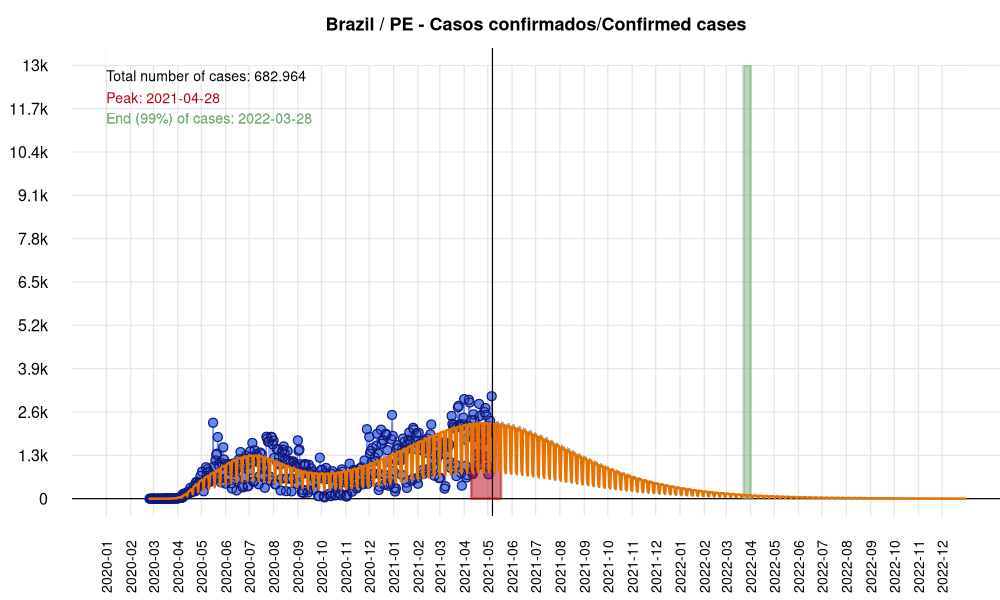 Brazil / PE - Casos confirmados/Confirmed cases
Total number of cases: 682.964
Peak: 2021-04-28
End (99%) of cases: 2022-03-28
13k
11.7k
10.4k
9.1k
7.8k
6.5k
5.2k
3.9k
2.6k
1.3k
0
2020-01
2020-02
2020-03
2020-04
2020-05
2020-06
2020-07
2020-08
2020-09
2020-10
2020-11
2020-12
2021-01
2021-02
2021-03
2021-04
2021-05
2021-06
2021-07
2021-08
2021-09
2021-10
2021-11
2021-12
2022-01
2022-02
2022-03
2022-04
2022-05
2022-06
2022-07
2022-08
2022-09
2022-10
2022-11
2022-12